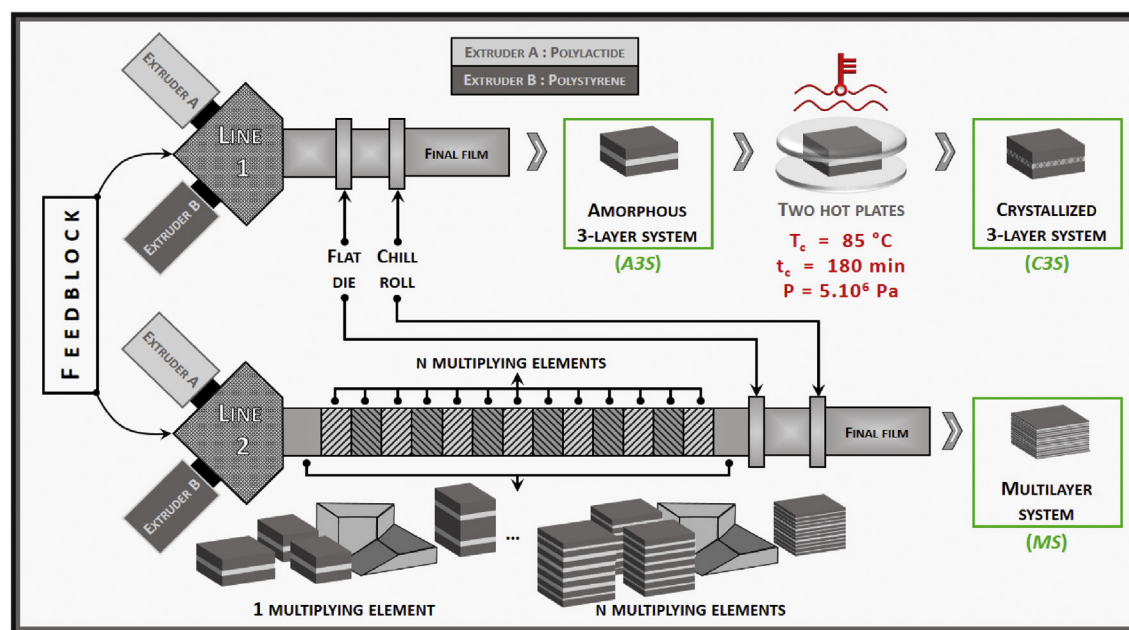 EXTRUDER A : POLYLACTIDE
EXTRUDER B : POLYSTYRENE
EXTRUDER A
LINE 1
EXTRUDER B
FINAL FILM
AMORPHOUS
3-LAYER SYSTEM
(A3S)
TWO HOT PLATES
Tc = 85 °C
tc = 180 min
P = 5.10⁶ Pa
CRYSTALLIZED
3-LAYER SYSTEM
(C3S)
FEEDBLOCK
FLAT
DIE
CHILL
ROLL
N MULTIPLYING ELEMENTS
EXTRUDER A
LINE 2
EXTRUDER B
FINAL FILM
MULTILAYER
SYSTEM
(MS)
...
1 MULTIPLYING ELEMENT
N MULTIPLYING ELEMENTS